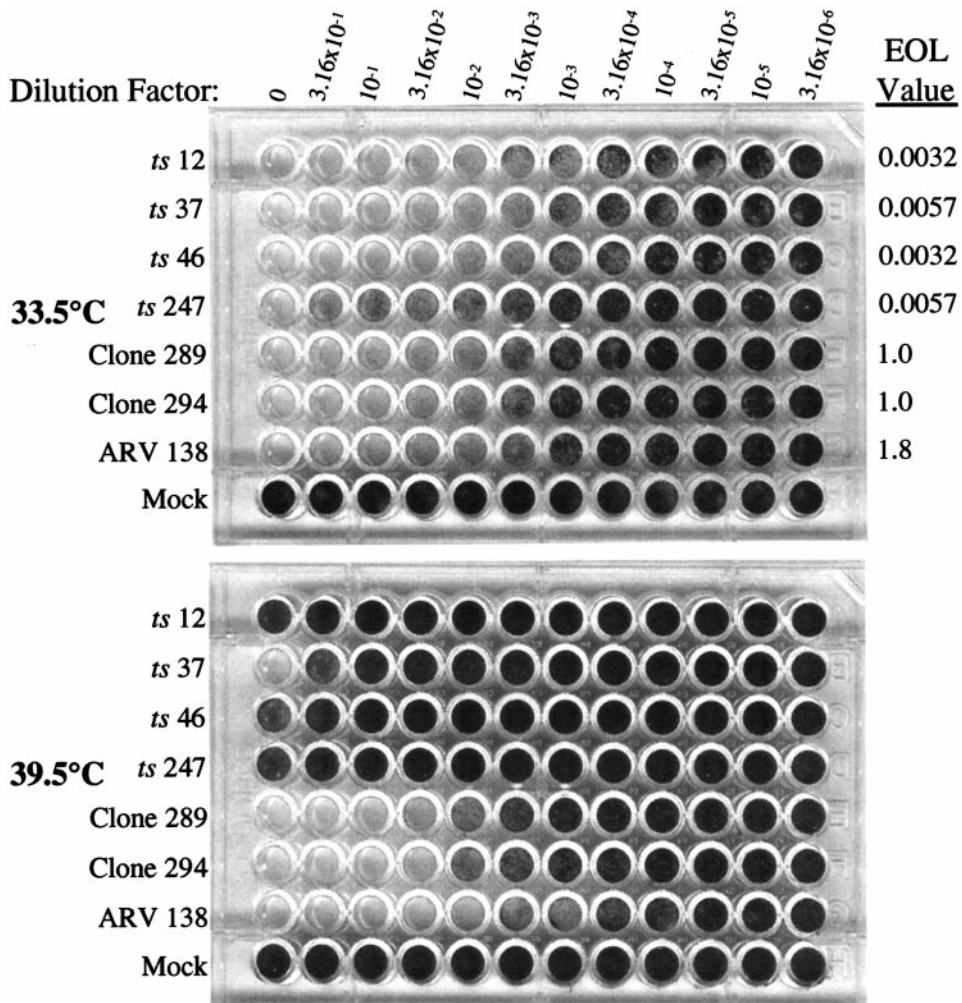 Dilution Factor: 0 3.16x10-1 10-1 3.16x10-2 10-2 3.16x10-3 10-3 3.16x10-4 10-4 3.16x10-5 10-5 3.16x10-6 EOL Value
ts 12 0.0032
ts 37 0.0057
ts 46 0.0032
33.5°C ts 247 0.0057
Clone 289 1.0
Clone 294 1.0
ARV 138 1.8
Mock
ts 12
ts 37
ts 46
39.5°C ts 247
Clone 289
Clone 294
ARV 138
Mock